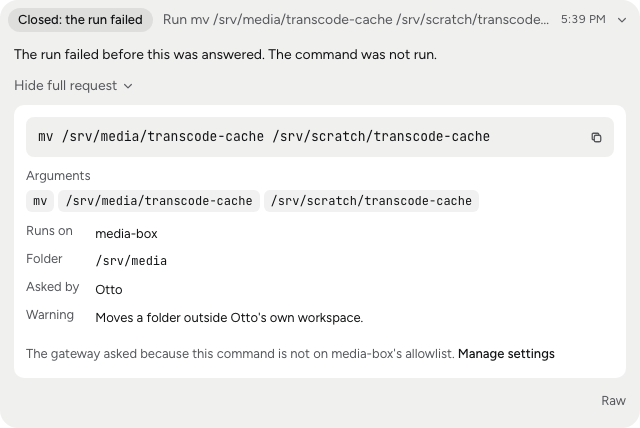 Closed: the run failed Run mv /srv/media/transcode-cache /srv/scratch/transcode... 5:39 PM
The run failed before this was answered. The command was not run.
Hide full request
mv /srv/media/transcode-cache /srv/scratch/transcode-cache
Arguments
mv /srv/media/transcode-cache /srv/scratch/transcode-cache
Runs on media-box
Folder /srv/media
Asked by Otto
Warning Moves a folder outside Otto's own workspace.
The gateway asked because this command is not on media-box's allowlist. Manage settings
Raw